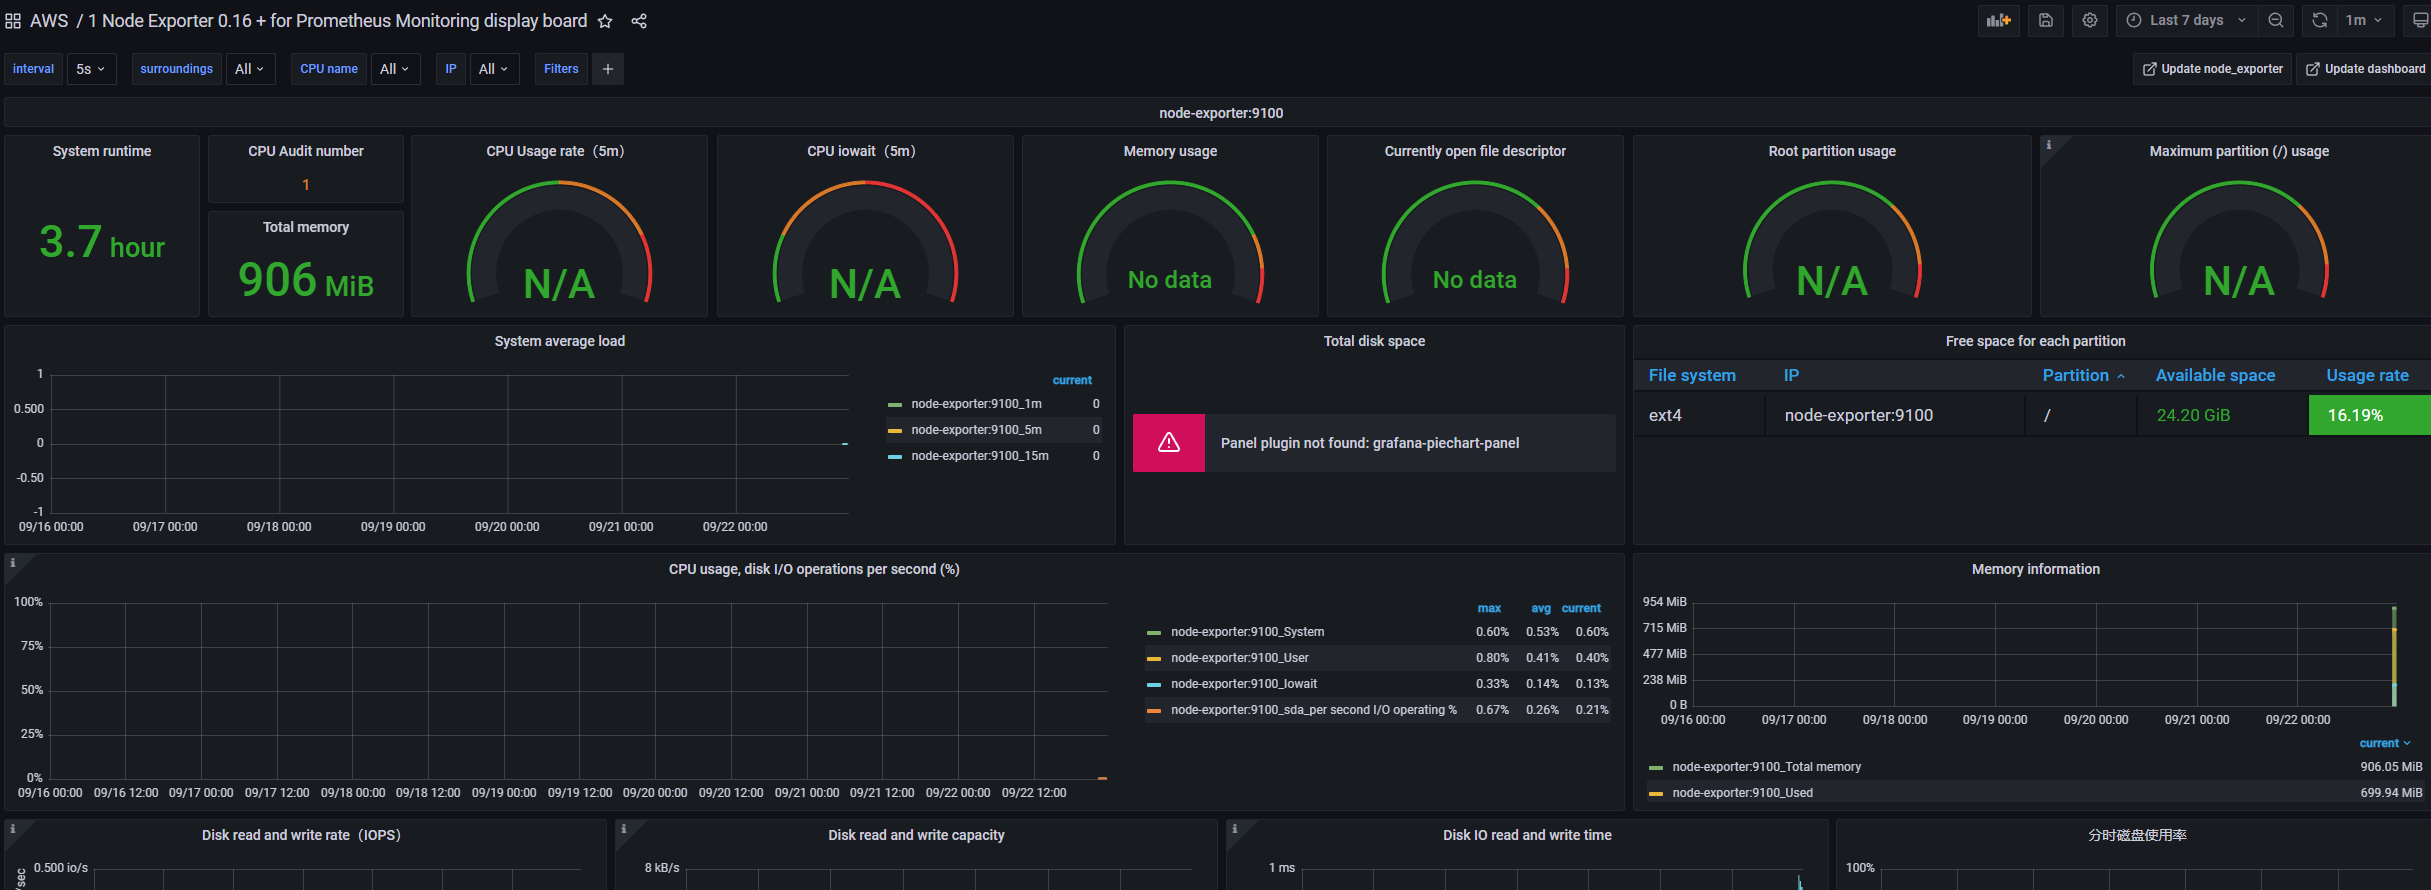 AWS / 1 Node Exporter 0.16 + for Prometheus Monitoring display board
Last 7 days
1m
interval 5s surroundings All CPU name All IP All Filters +
Update node_exporter Update dashboard
node-exporter:9100
System runtime
3.7 hour
CPU Audit number
1
Total memory
906 MiB
CPU Usage rate（5m）
N/A
CPU iowait（5m）
N/A
Memory usage
No data
Currently open file descriptor
No data
Root partition usage
N/A
i
Maximum partition (/) usage
N/A
System average load
1
0.500
0
-0.50
-1
09/16 00:00 09/17 00:00 09/18 00:00 09/19 00:00 09/20 00:00 09/21 00:00 09/22 00:00
current
node-exporter:9100_1m 0
node-exporter:9100_5m 0
node-exporter:9100_15m 0
Total disk space
Panel plugin not found: grafana-piechart-panel
Free space for each partition
File system IP Partition Available space Usage rate
ext4 node-exporter:9100 / 24.20 GiB 16.19%
i
CPU usage, disk I/O operations per second (%)
100%
75%
50%
25%
0%
09/16 00:00 09/16 12:00 09/17 00:00 09/17 12:00 09/18 00:00 09/18 12:00 09/19 00:00 09/19 12:00 09/20 00:00 09/20 12:00 09/21 00:00 09/21 12:00 09/22 00:00 09/22 12:00
max avg current
node-exporter:9100_System 0.60% 0.53% 0.60%
node-exporter:9100_User 0.80% 0.41% 0.40%
node-exporter:9100_Iowait 0.33% 0.14% 0.13%
node-exporter:9100_sda_per second I/O operating % 0.67% 0.26% 0.21%
Memory information
954 MiB
715 MiB
477 MiB
238 MiB
0 B
09/16 00:00 09/17 00:00 09/18 00:00 09/19 00:00 09/20 00:00 09/21 00:00 09/22 00:00
current
node-exporter:9100_Total memory 906.05 MiB
node-exporter:9100_Used 699.94 MiB
i
Disk read and write rate（IOPS）
0.500 io/s
/sec
i
Disk read and write capacity
8 kB/s
i
Disk IO read and write time
1 ms
分时磁盘使用率
100%